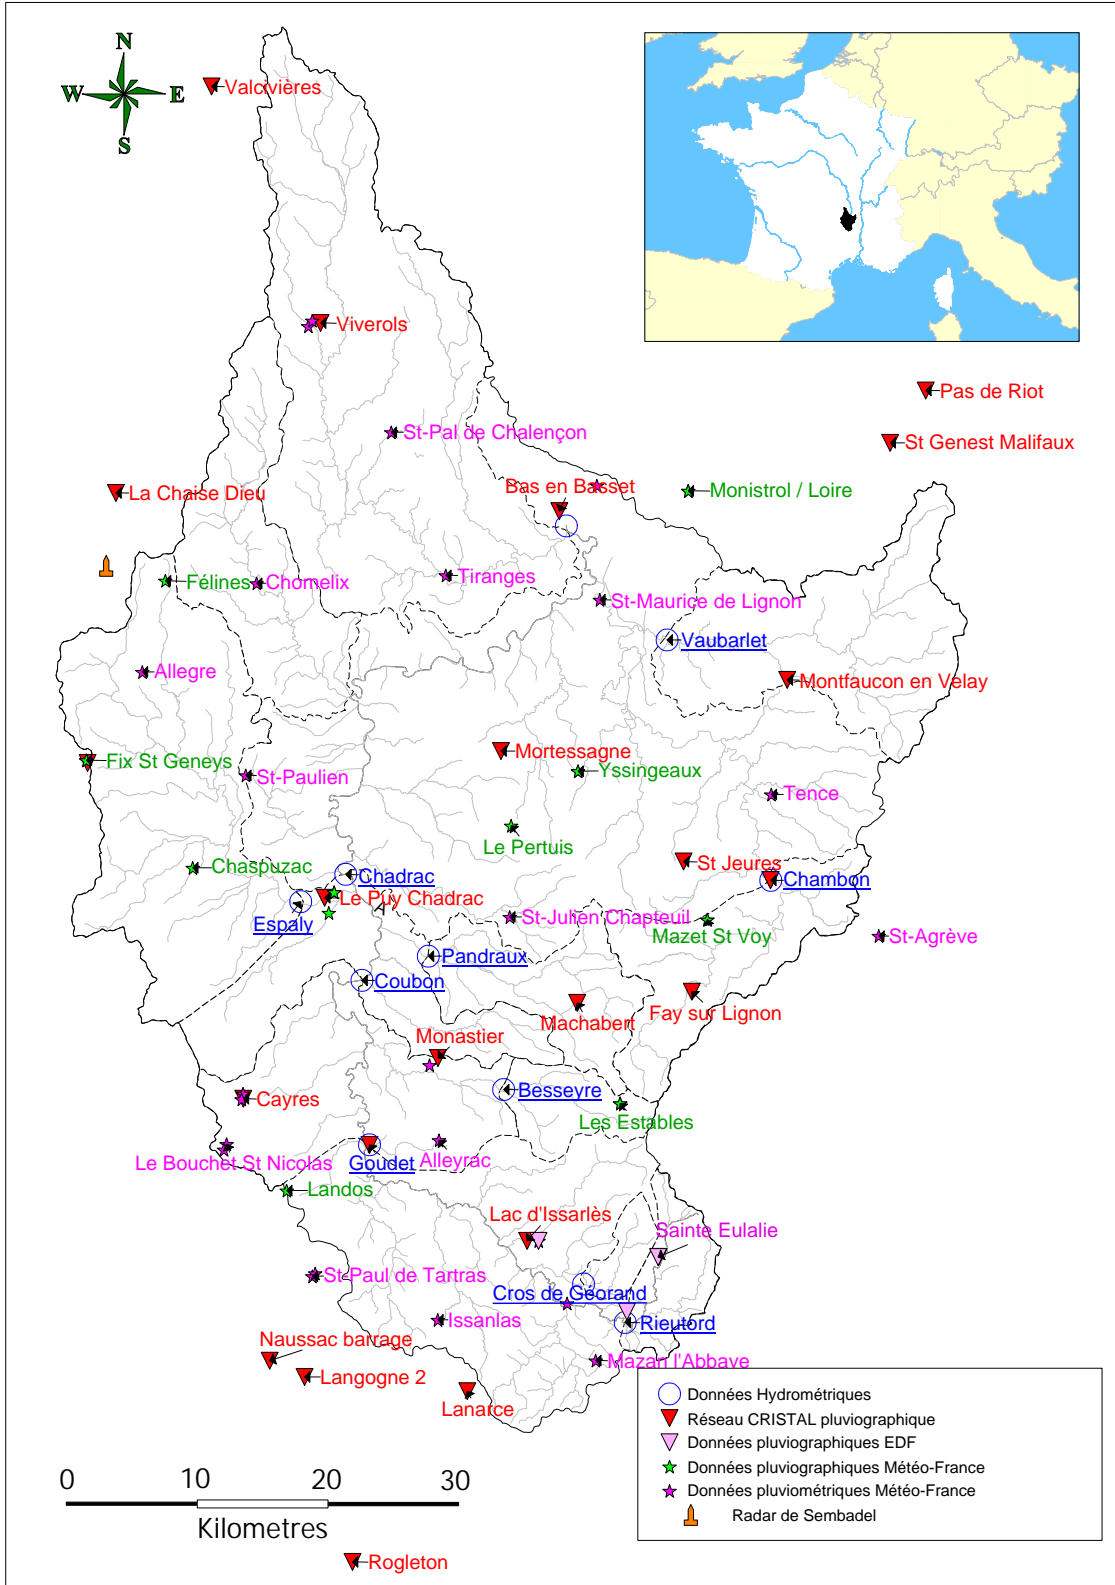 N
W E
S
Valcivières
Viverols
Pas de Riot
St-Pal de Chalençon
St Genest Malifaux
La Chaise Dieu
Bas en Basset
Monistrol / Loire
Félines
Chomelix
Tiranges
St-Maurice de Lignon
Vaubarlet
Allegre
Montfaucon en Velay
Fix St Geneys
St-Paulien
Mortessagne
Yssingeaux
Tence
Le Pertuis
Chaspuzac
Chadrac
St Jeures
Chambon
Le Puy Chadrac
Espaly
St-Julien Chapteuil
Mazet St Voy
St-Agrève
Pandraux
Coubon
Machabert
Fay sur Lignon
Monastier
Besseyre
Cayres
Les Estables
Le Bouchet St Nicolas
Goudet
Alleyrac
Landos
Lac d'Issarlès
Sainte Eulalie
St-Paul de Tartras
Cros de Géorand
Issanlas
Rieutord
Naussac barrage
Langogne 2
Mazan l'Abbaye
Lanarce
Données Hydrométriques
Réseau CRISTAL pluviographique
Données pluviographiques EDF
Données pluviographiques Météo-France
Données pluviométriques Météo-France
Radar de Sembadel
0 10 20 30
Kilometres
Rogleton